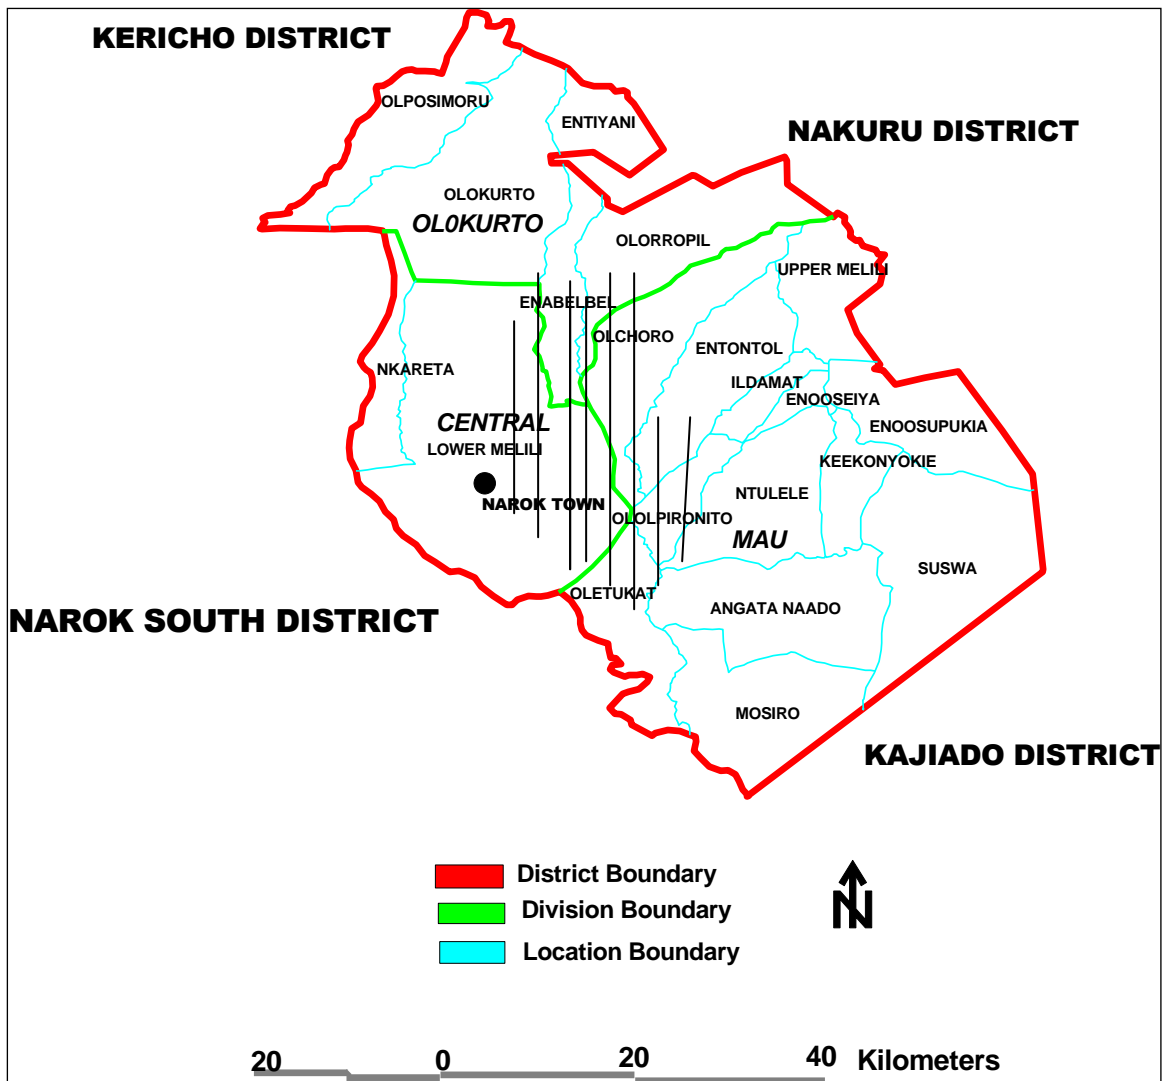 KERICHO DISTRICT
OLPOSIMORU
ENTIYANI
NAKURU DISTRICT
OLOKURTO
OL0KURTO
OLORROPIL
UPPER MELILI
ENABELBEL
OLCHORO
ENTONTOL
NKARETA
ILDAMAT
ENOOSEIYA
CENTRAL
ENOOSUPUKIA
LOWER MELILI
KEEKONYOKIE
NAROK TOWN
NTULELE
OLOLPIRONITO
MAU
SUSWA
OLETUKAT
ANGATA NAADO
NAROK SOUTH DISTRICT
MOSIRO
KAJIADO DISTRICT
District Boundary
Division Boundary
Location Boundary
N
20 0 20 40 Kilometers